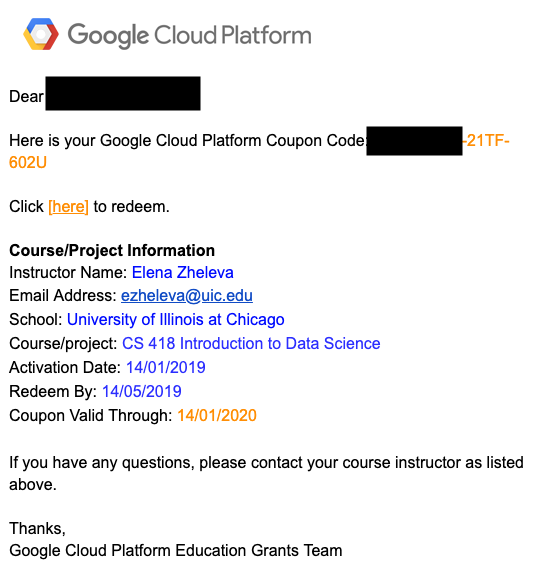 Google Cloud Platform
Dear
Here is your Google Cloud Platform Coupon Code: -21TF-
602U
Click [here] to redeem.
Course/Project Information
Instructor Name: Elena Zheleva
Email Address: ezheleva@uic.edu
School: University of Illinois at Chicago
Course/project: CS 418 Introduction to Data Science
Activation Date: 14/01/2019
Redeem By: 14/05/2019
Coupon Valid Through: 14/01/2020
If you have any questions, please contact your course instructor as listed
above.
Thanks,
Google Cloud Platform Education Grants Team